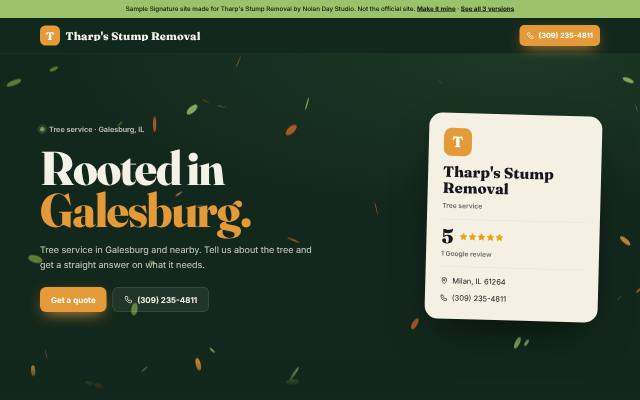 Sample Signature site made for Tharp's Stump Removal by Nolan Day Studio. Not the official site. Make it mine · See all 3 versions
T Tharp's Stump Removal
(309) 235-4811
Tree service · Galesburg, IL
Rooted in
Galesburg.
Tree service in Galesburg and nearby. Tell us about the tree and
get a straight answer on what it needs.
Get a quote
(309) 235-4811
T
Tharp's Stump
Removal
Tree service
5 ★★★★★
1 Google review
Milan, IL 61264
(309) 235-4811